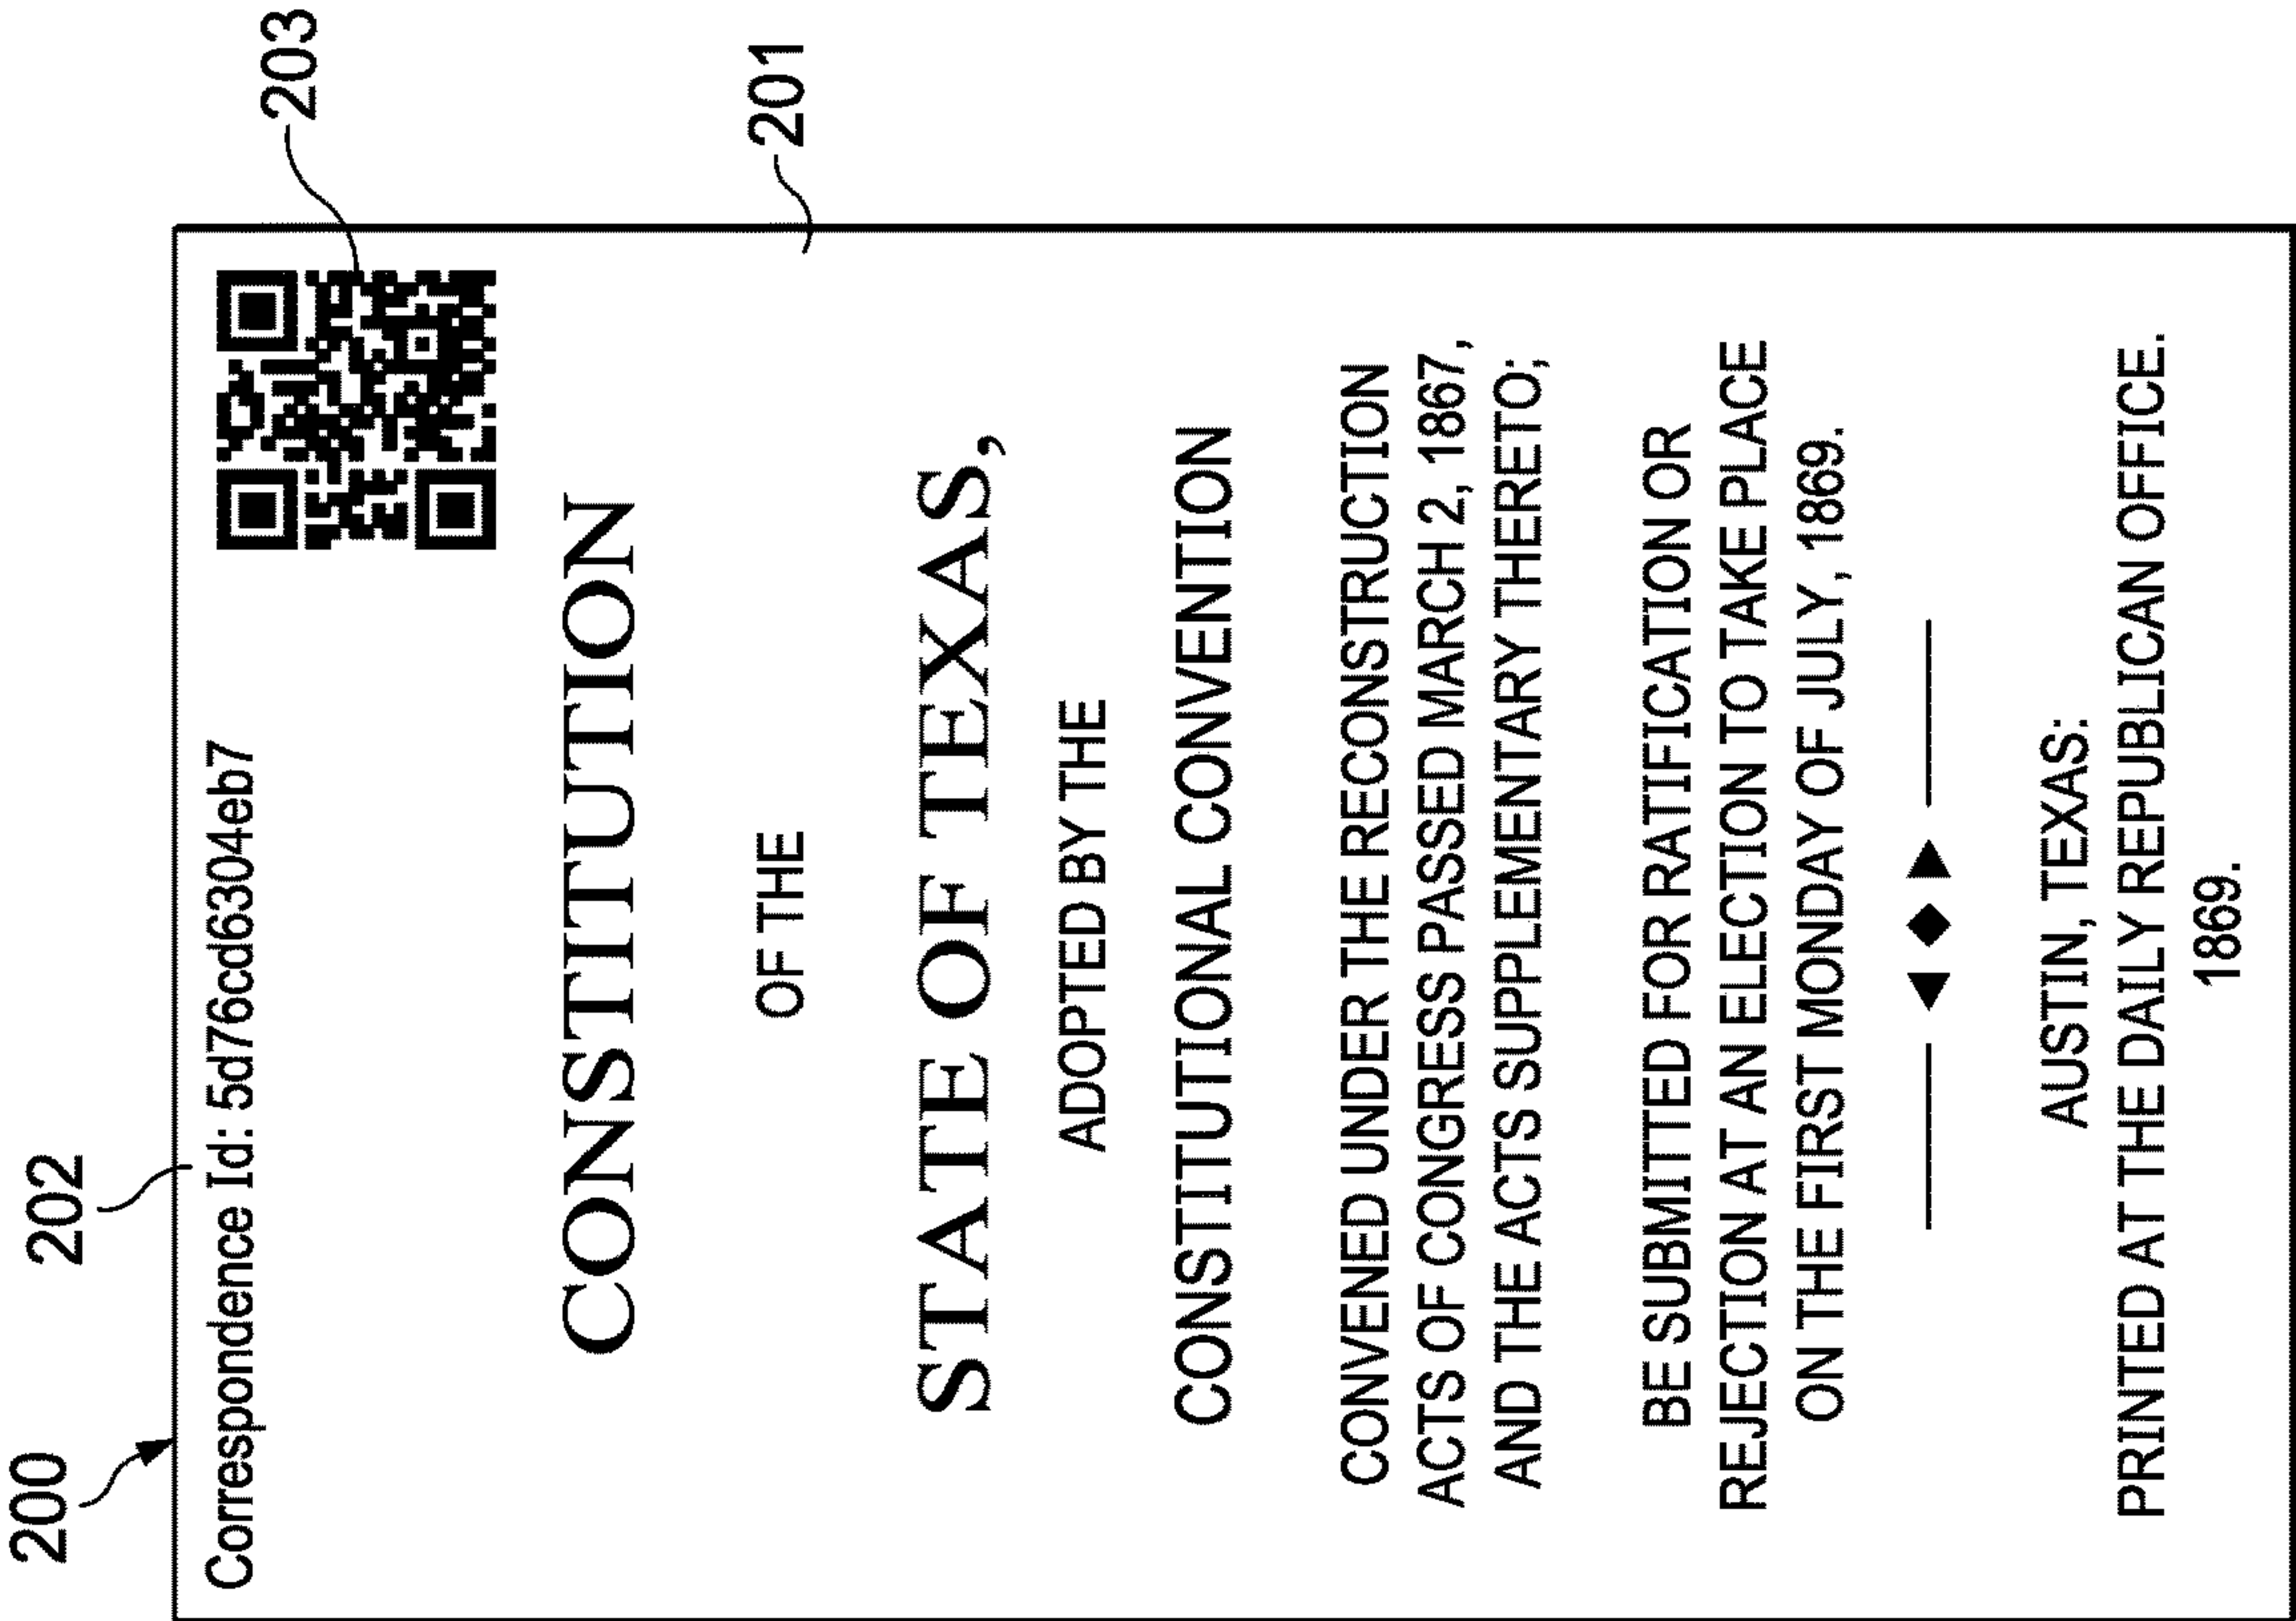 200
202
203
201
Correspondence Id: 5d76cd6304eb7
CONSTITUTION
OF THE
STATE OF TEXAS,
ADOPTED BY THE
CONSTITUTIONAL CONVENTION
CONVENED UNDER THE RECONSTRUCTION
ACTS OF CONGRESS PASSED MARCH 2, 1867,
AND THE ACTS SUPPLEMENTARY THERETO;
BE SUBMITTED FOR RATIFICATION OR
REJECTION AT AN ELECTION TO TAKE PLACE
ON THE FIRST MONDAY OF JULY, 1869.
AUSTIN, TEXAS:
PRINTED AT THE DAILY REPUBLICAN OFFICE.
1869.